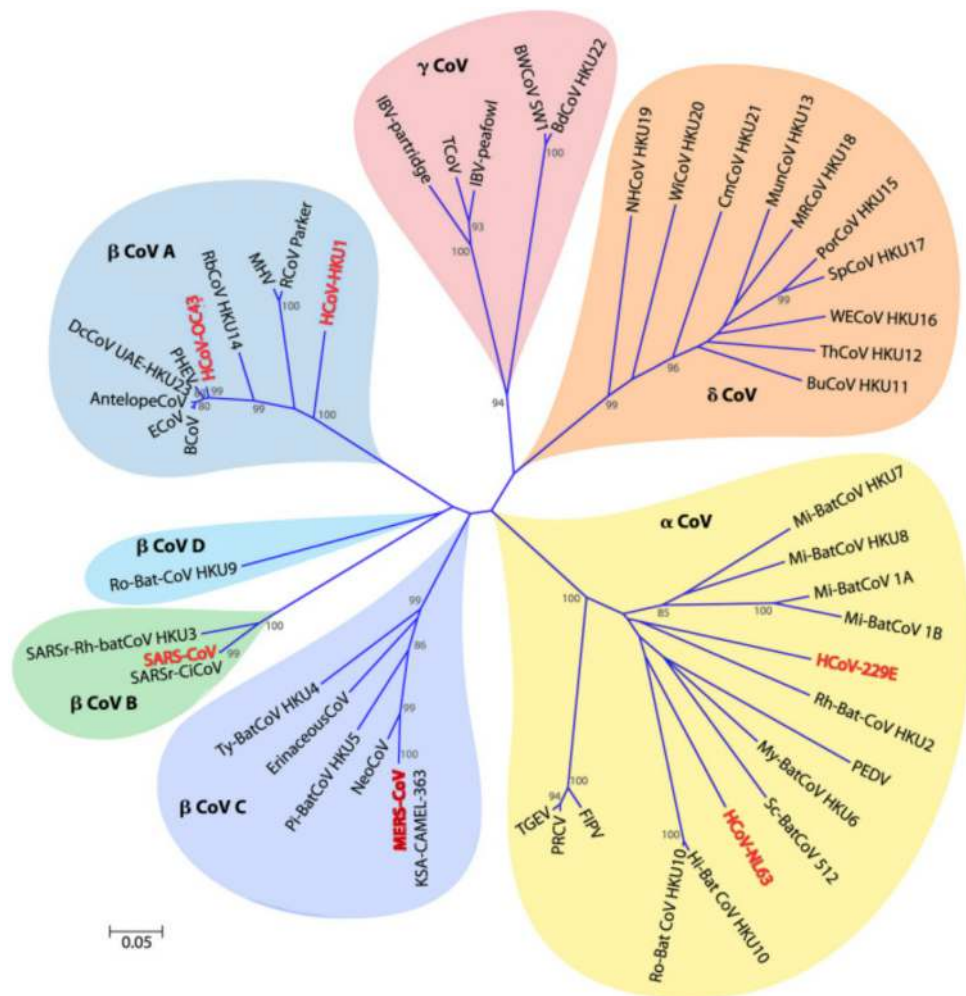 γ CoV
IBV-partridge
TCoV
IBV-peafowl
BWCoV SW1
BdCoV HKU22
100
93
100
94
NHCoV HKU19
WiCoV HKU20
CmCoV HKU21
MunCoV HKU13
MRCoV HKU18
PorCoV HKU15
SpCoV HKU17
99
WECoV HKU16
ThCoV HKU12
BuCoV HKU11
96
99
δ CoV
β CoV A
DcCoV UAE-HKU23
PHEV
HCoV-OC43
RbCoV HKU14
MHV
RCoV Parker
HCoV-HKU1
100
AntelopeCoV
ECoV
BCoV
99
80
99
100
β CoV D
Ro-Bat-CoV HKU9
SARSr-Rh-batCoV HKU3
SARS-CoV
SARSr-CiCoV
100
99
β CoV B
99
86
99
100
Ty-BatCoV HKU4
ErinaceousCoV
Pi-BatCoV HKU5
NeoCoV
MERS-CoV
KSA-CAMEL-363
β CoV C
α CoV
Mi-BatCoV HKU7
Mi-BatCoV HKU8
Mi-BatCoV 1A
Mi-BatCoV 1B
100
85
100
HCoV-229E
Rh-Bat-CoV HKU2
PEDV
My-BatCoV HKU6
Sc-BatCoV 512
HCoV-NL63
Hi-Bat CoV HKU10
Ro-Bat CoV HKU10
100
100
94
TGEV
PRCV
FIPV
0.05